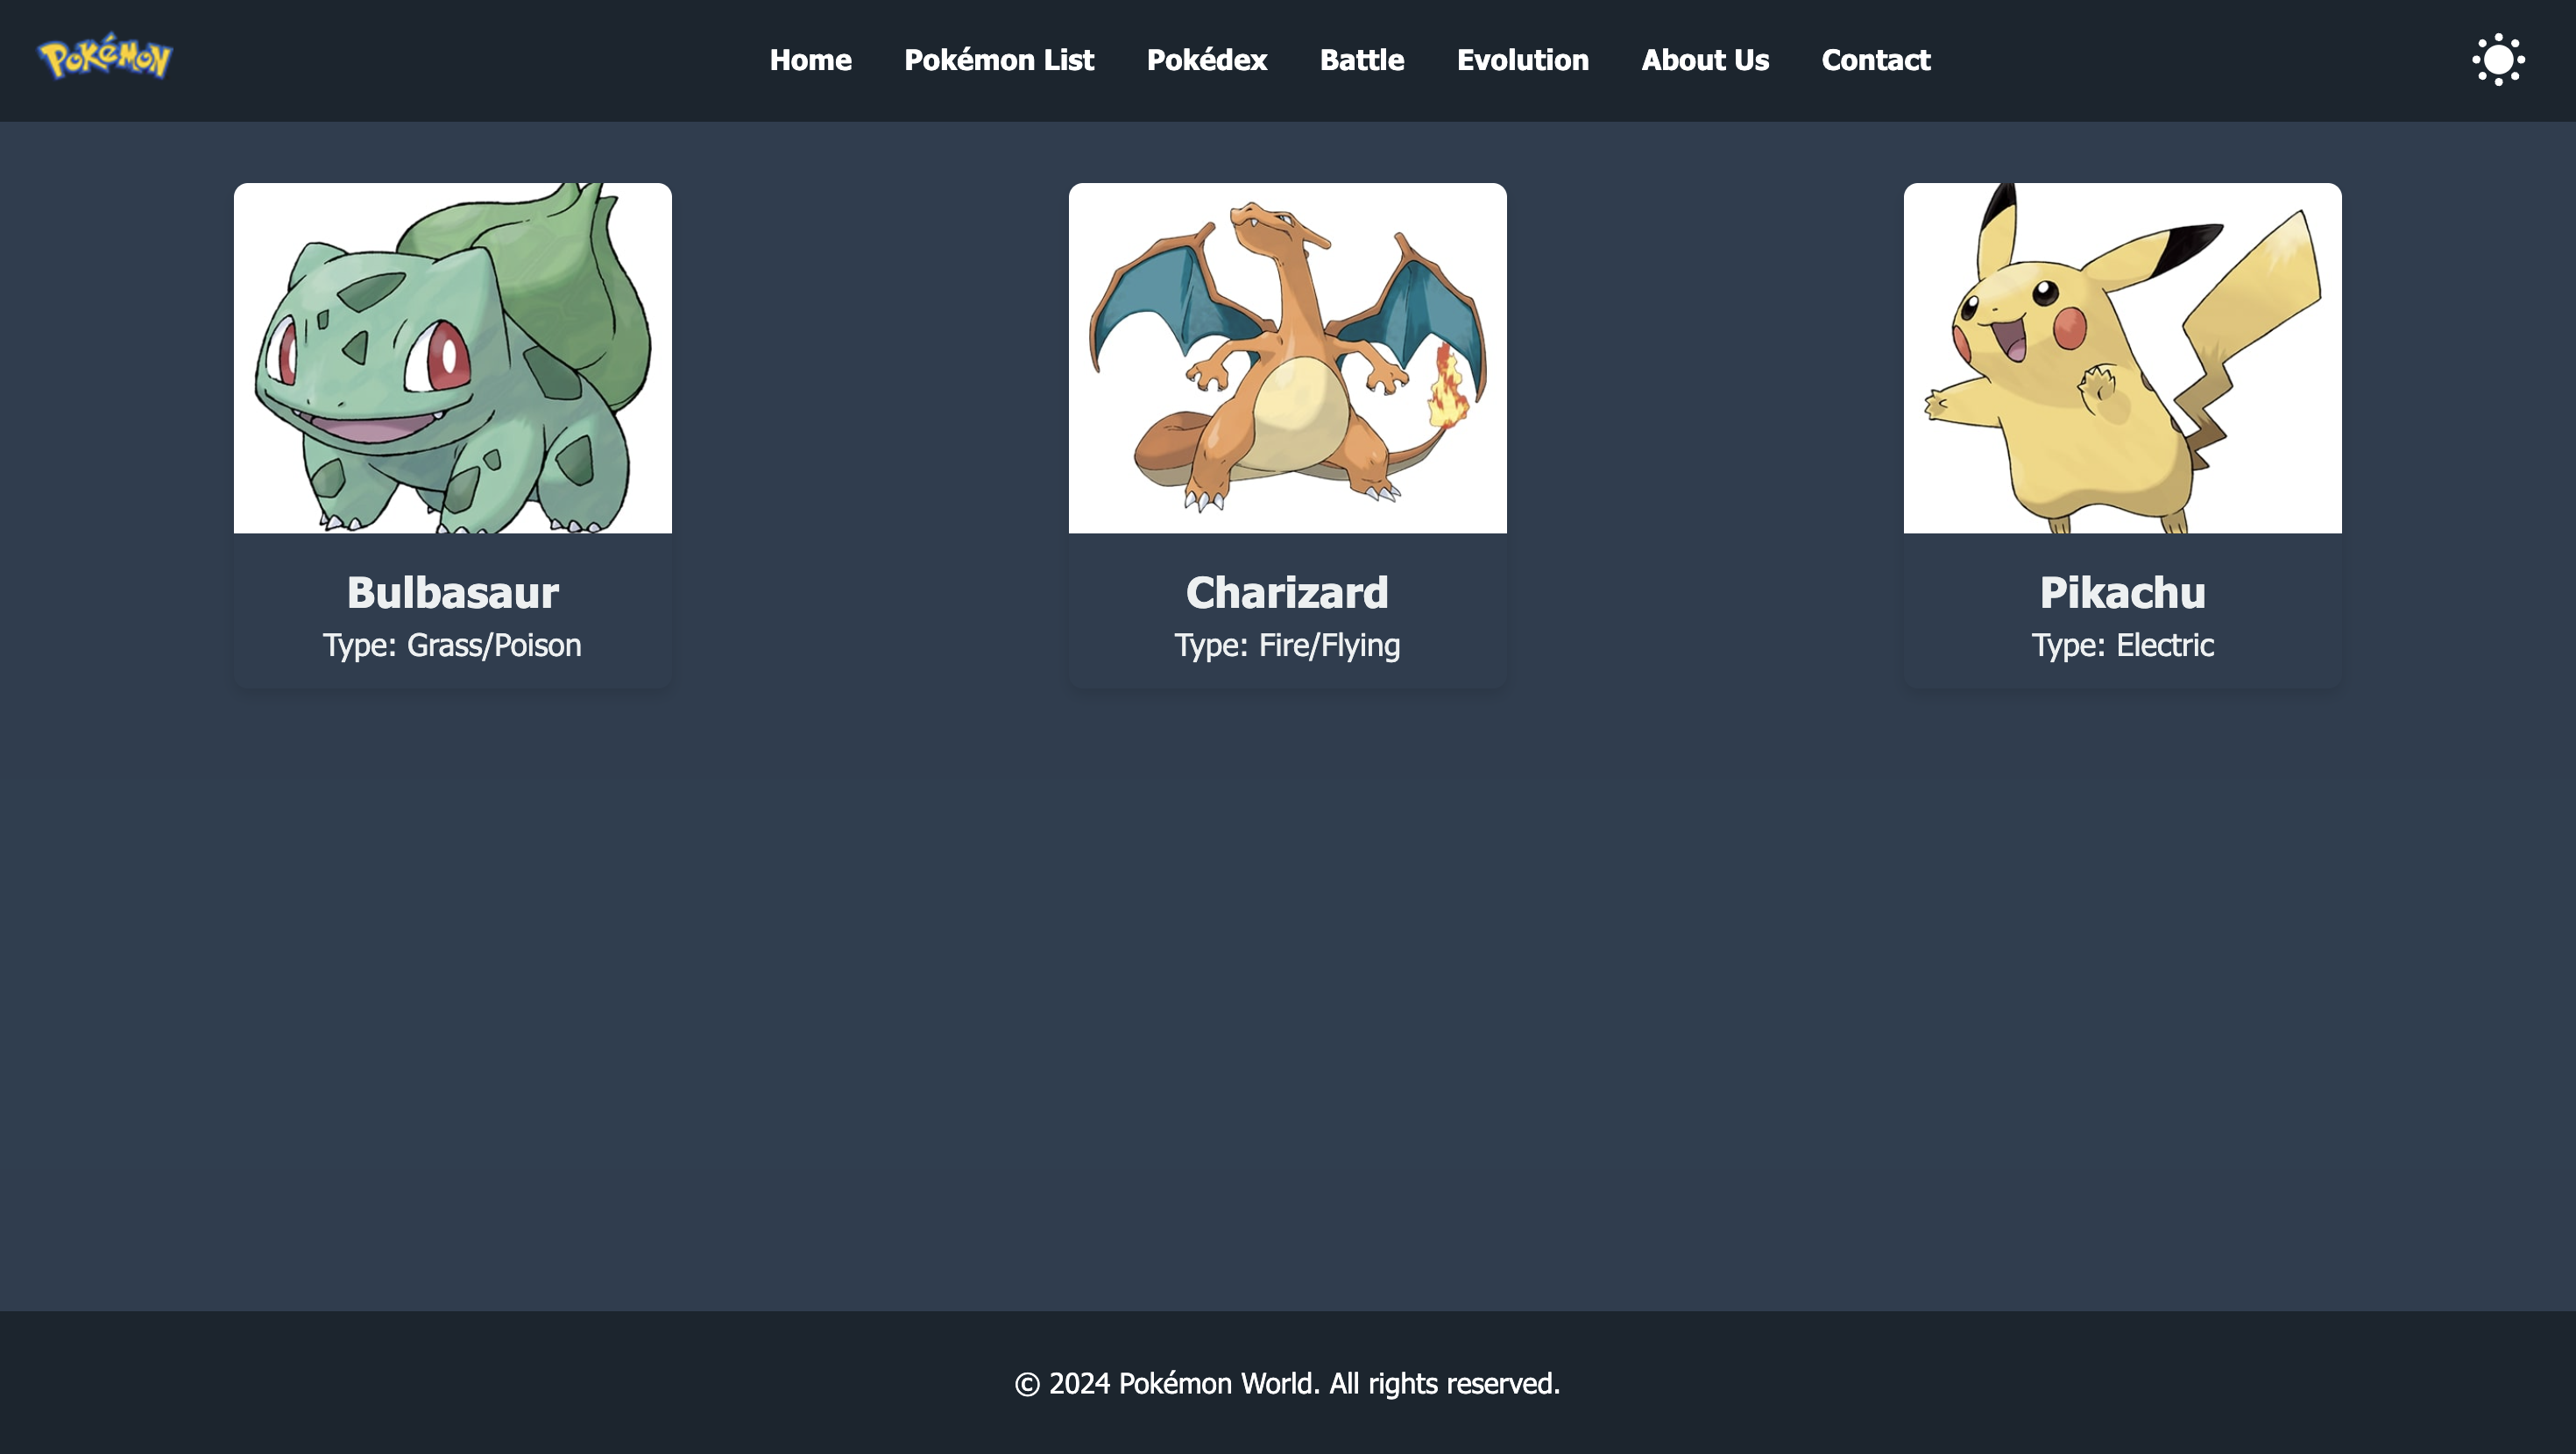 Pokémon
Home Pokémon List Pokédex Battle Evolution About Us Contact
Bulbasaur
Type: Grass/Poison
Charizard
Type: Fire/Flying
Pikachu
Type: Electric
© 2024 Pokémon World. All rights reserved.